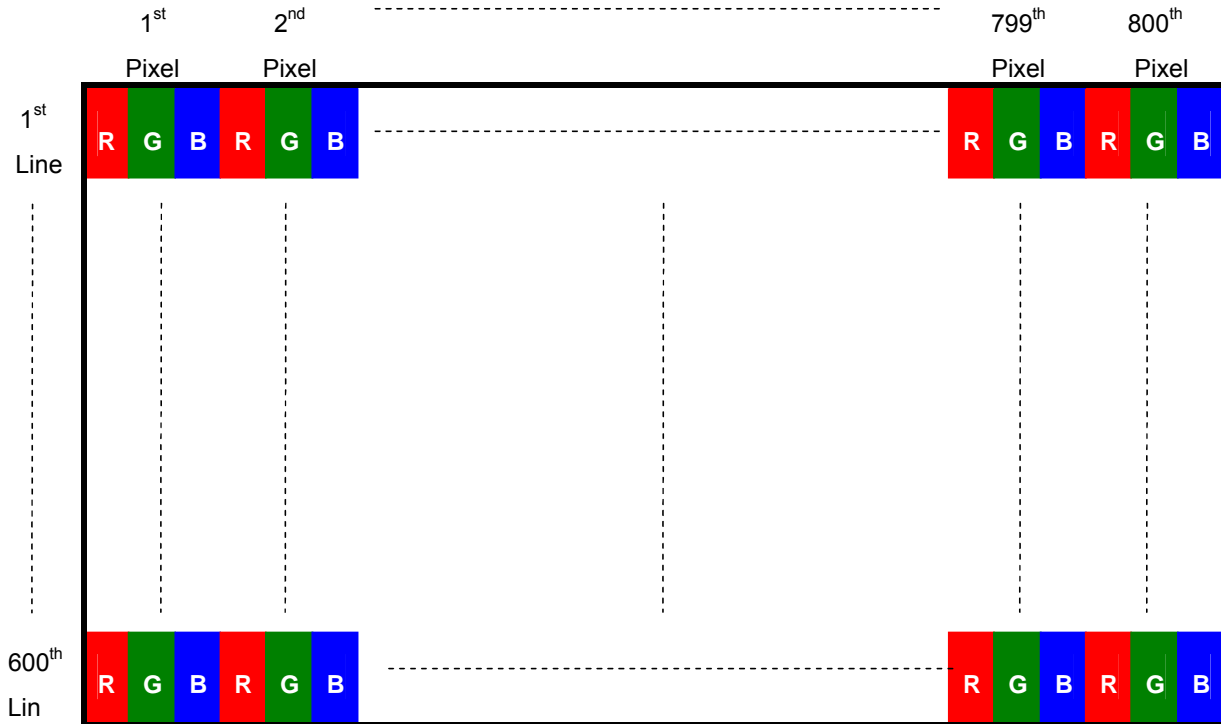 1st 2nd 799th 800th
Pixel Pixel Pixel Pixel
1st
Line
R G B R G B R G B R G B
600th
Lin
R G B R G B R G B R G B